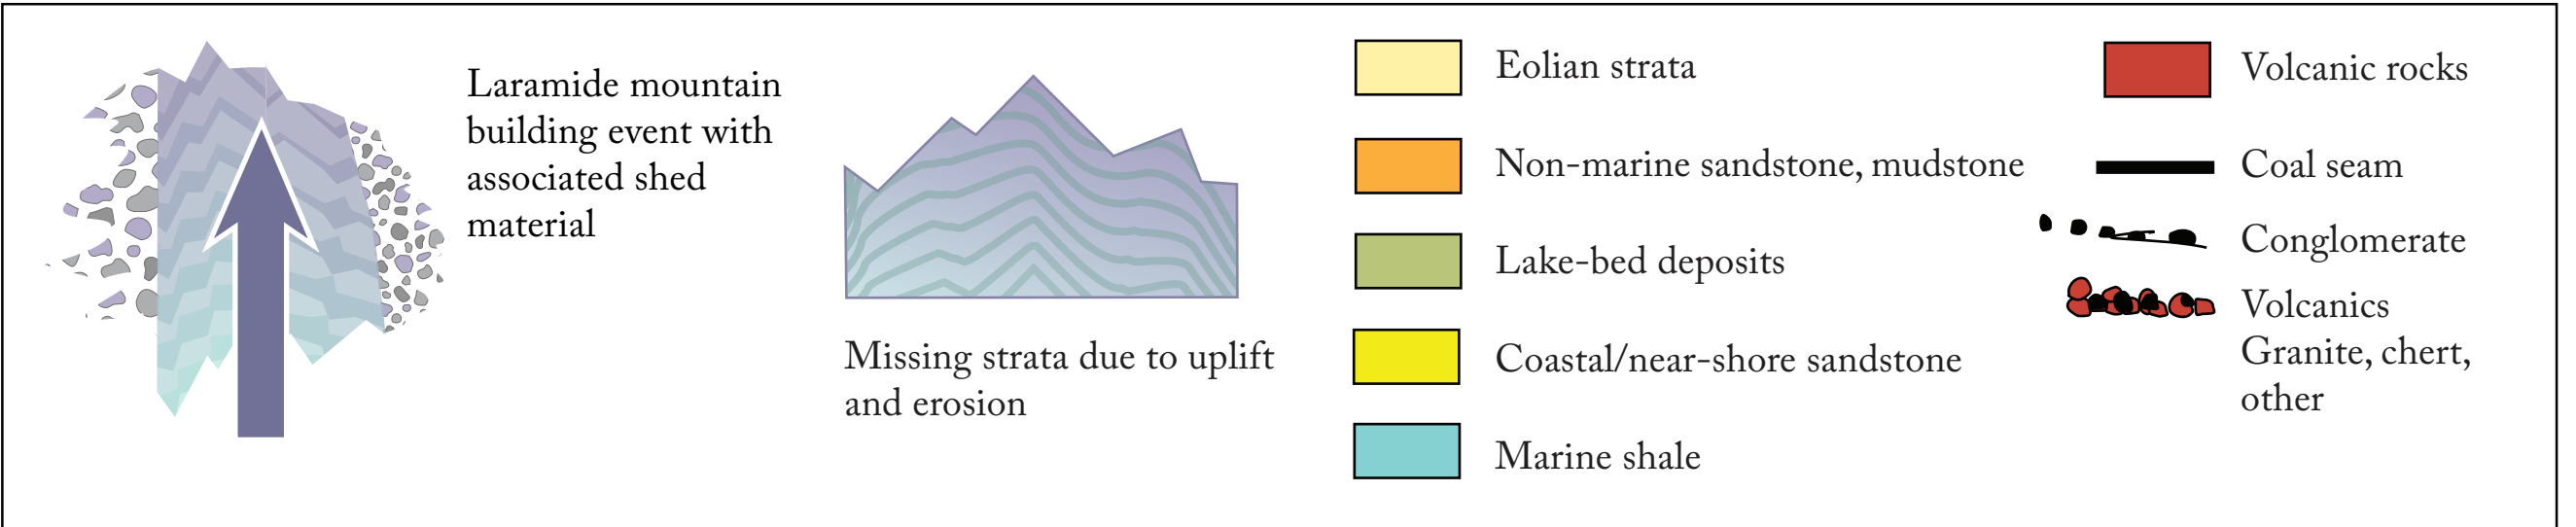 Laramide mountain
building event with
associated shed
material
Missing strata due to uplift
and erosion
Eolian strata
Non-marine sandstone, mudstone
Lake-bed deposits
Coastal/near-shore sandstone
Marine shale
Volcanic rocks
Coal seam
Conglomerate
Volcanics
Granite, chert,
other